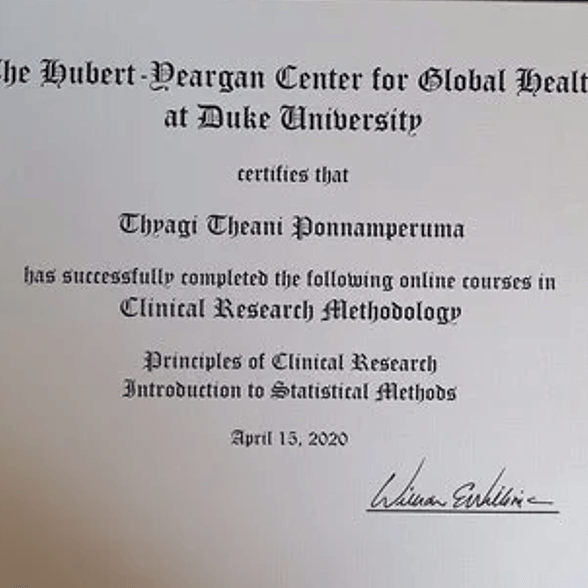 he Hubert-Yeargan Center for Global Healt
at Duke University
certifies that
Thyagi Theani Ponnamperuma
has successfully completed the following online courses in
Clinical Research Methodology
Principles of Clinical Research
Introduction to Statistical Methods
April 15, 2020